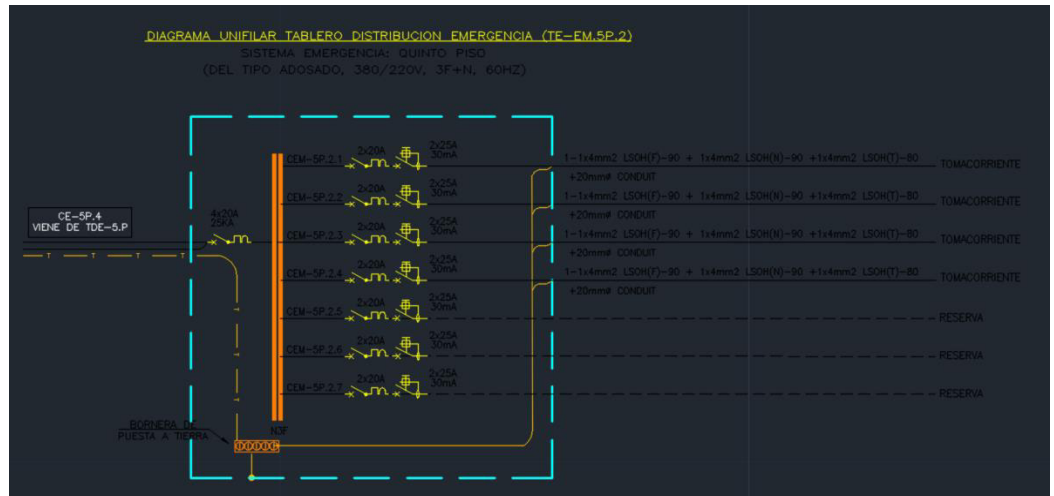 DIAGRAMA UNIFILAR TABLERO DISTRIBUCION EMERGENCIA (TE-EM.5P.2)
SISTEMA EMERGENCIA: QUINTO PISO
(DEL TIPO ADOSADO, 380/220V, 3F+N, 60HZ)
CE-5P.4
VIENE DE TDE-5.P
4x20A
25KA
CEM-5P.2.1
2x20A
2x25A
30mA
1-1x4mm2 LSOH(F)-90 + 1x4mm2 LSOH(N)-90 +1x4mm2 LSOH(T)-80
+20mmø CONDUIT
TOMACORRIENTE
CEM-5P.2.2
2x20A
2x25A
30mA
1-1x4mm2 LSOH(F)-90 + 1x4mm2 LSOH(N)-90 +1x4mm2 LSOH(T)-80
+20mmø CONDUIT
TOMACORRIENTE
CEM-5P.2.3
2x20A
2x25A
30mA
1-1x4mm2 LSOH(F)-90 + 1x4mm2 LSOH(N)-90 +1x4mm2 LSOH(T)-80
+20mmø CONDUIT
TOMACORRIENTE
CEM-5P.2.4
2x20A
2x25A
30mA
1-1x4mm2 LSOH(F)-90 + 1x4mm2 LSOH(N)-90 +1x4mm2 LSOH(T)-80
+20mmø CONDUIT
TOMACORRIENTE
CEM-5P.2.5
2x20A
2x25A
30mA
RESERVA
CEM-5P.2.6
2x20A
2x25A
30mA
RESERVA
CEM-5P.2.7
2x20A
2x25A
30mA
RESERVA
T T T T
T
T
T
N3F
BORNERA DE
PUESTA A TIERRA